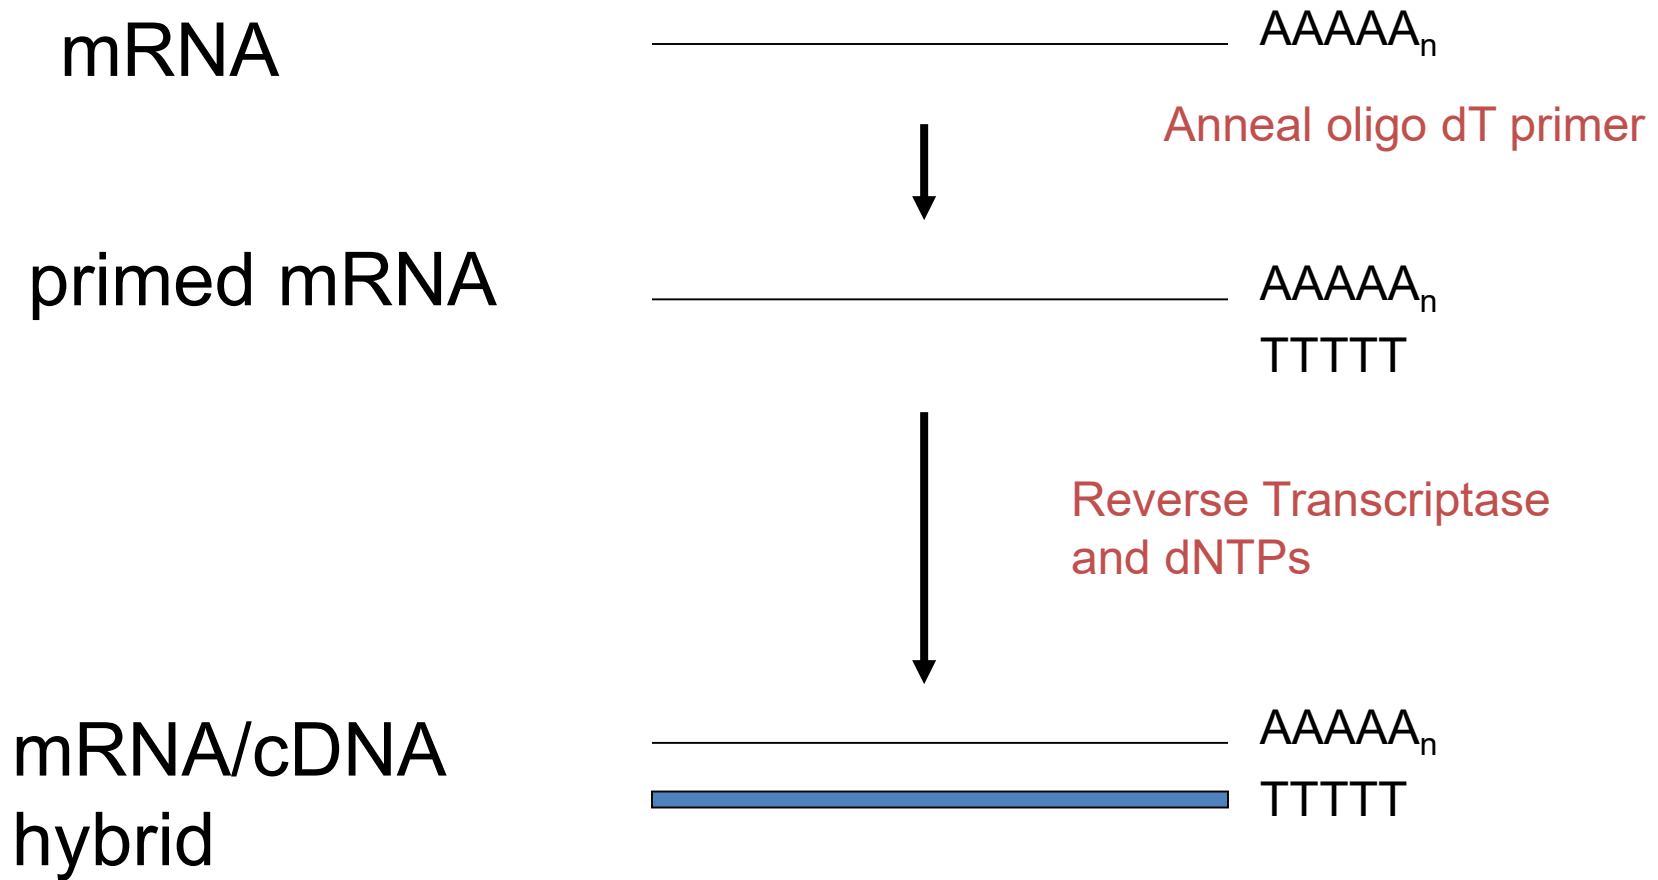 mRNA
AAAAAn
Anneal oligo dT primer
primed mRNA
AAAAAn
TTTTT
Reverse Transcriptase
and dNTPs
mRNA/cDNA
hybrid
AAAAAn
TTTTT